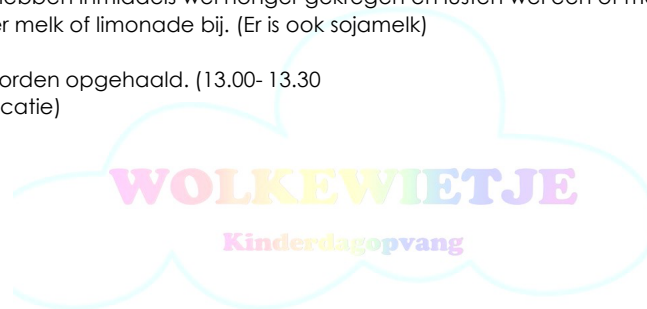 er melk of limonade bij. (Er is ook sojamelk)
orden opgehaald. (13.00- 13.30
catie)
WOLKEWIETJE
Kinderdagopvang